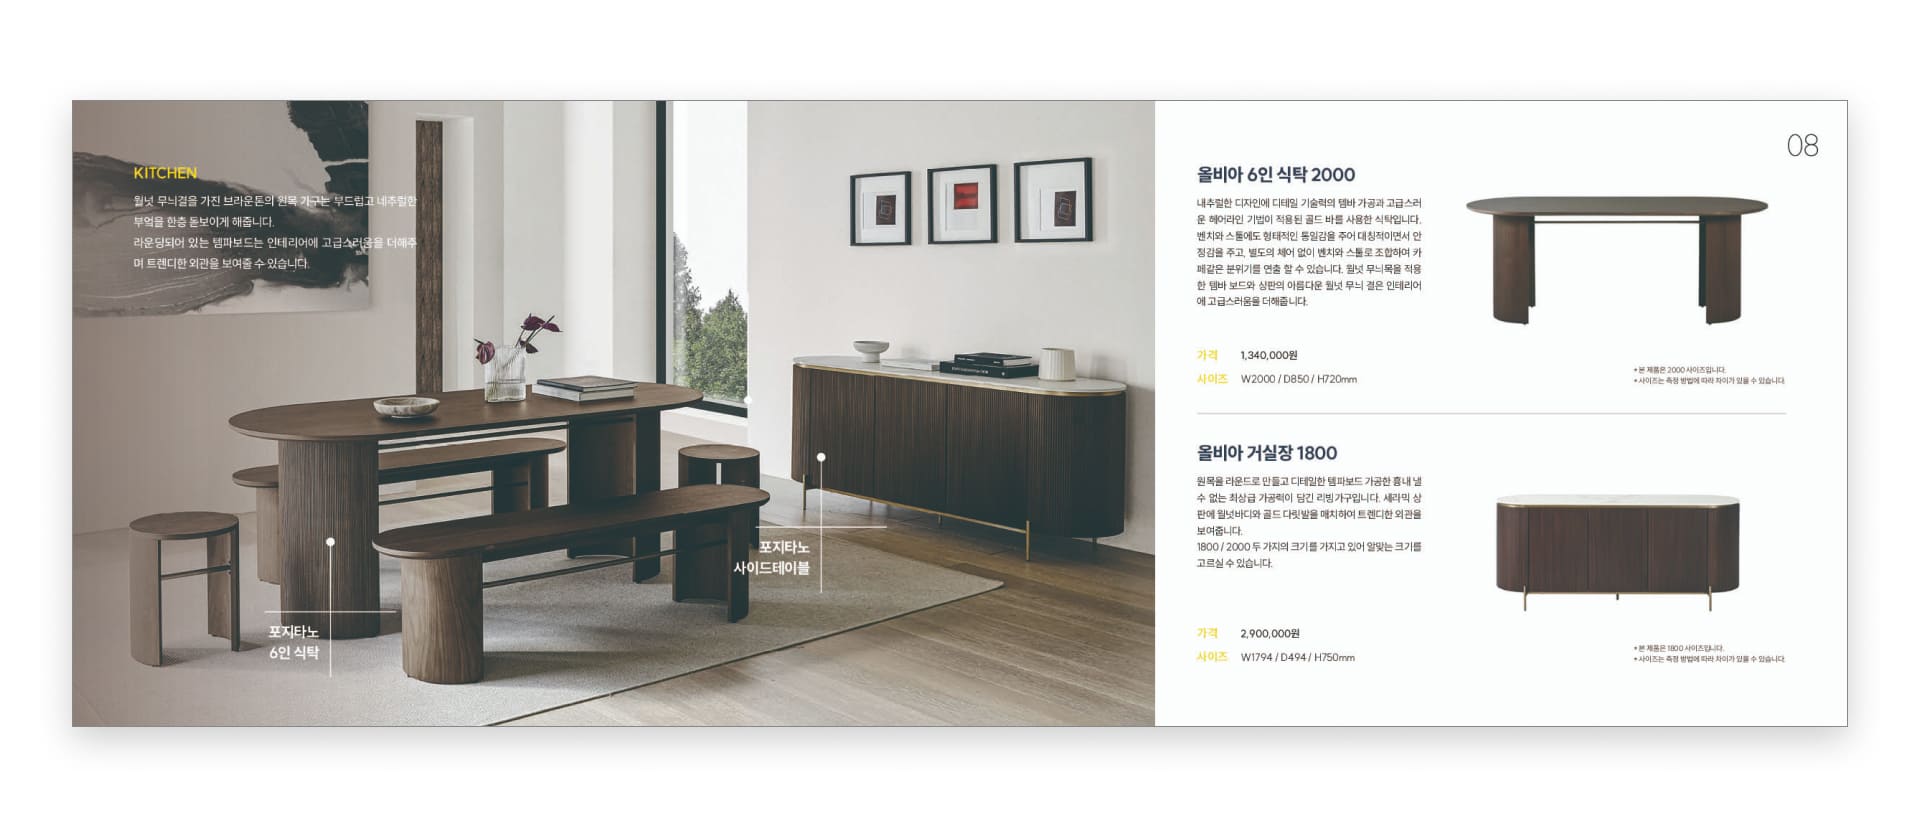 KITCHEN
월넛 무늬결을 가진 브라운톤의 원목 가구는 부드럽고 네추럴한
부엌을 한층 돋보이게 해줍니다.
라운딩되어 있는 템파보드는 인테리어에 고급스러움을 더해주
며 트렌디한 외관을 보여줄 수 있습니다.
포지타노
6인 식탁
포지타노
사이드테이블
08
올비아 6인 식탁 2000
내추럴한 디자인에 디테일 기술력의 템바 가공과 고급스러
운 헤어라인 기법이 적용된 골드 바를 사용한 식탁입니다.
벤치와 스툴에도 형태적인 통일감을 주어 대칭적이면서 안
정감을 주고, 별도의 체어 없이 벤치와 스툴로 조합하여 카
페같은 분위기를 연출 할 수 있습니다. 월넛 무늬목을 적용
한 템바 보드와 상판의 아름다운 월넛 무늬 결은 인테리어
에 고급스러움을 더해줍니다.
가격 1,340,000원
사이즈 W2000 / D850 / H720mm
* 본 제품은 2000 사이즈입니다.
* 사이즈는 측정 방법에 따라 차이가 있을 수 있습니다.
올비아 거실장 1800
원목을 라운드로 만들고 디테일한 템파보드 가공한 흉내 낼
수 없는 최상급 가공력이 담긴 리빙가구입니다. 세라믹 상
판에 월넛바디와 골드 다릿발을 매치하여 트렌디한 외관을
보여줍니다.
1800 / 2000 두 가지의 크기를 가지고 있어 알맞는 크기를
고르실 수 있습니다.
가격 2,900,000원
사이즈 W1794 / D494 / H750mm
* 본 제품은 1800 사이즈입니다.
* 사이즈는 측정 방법에 따라 차이가 있을 수 있습니다.